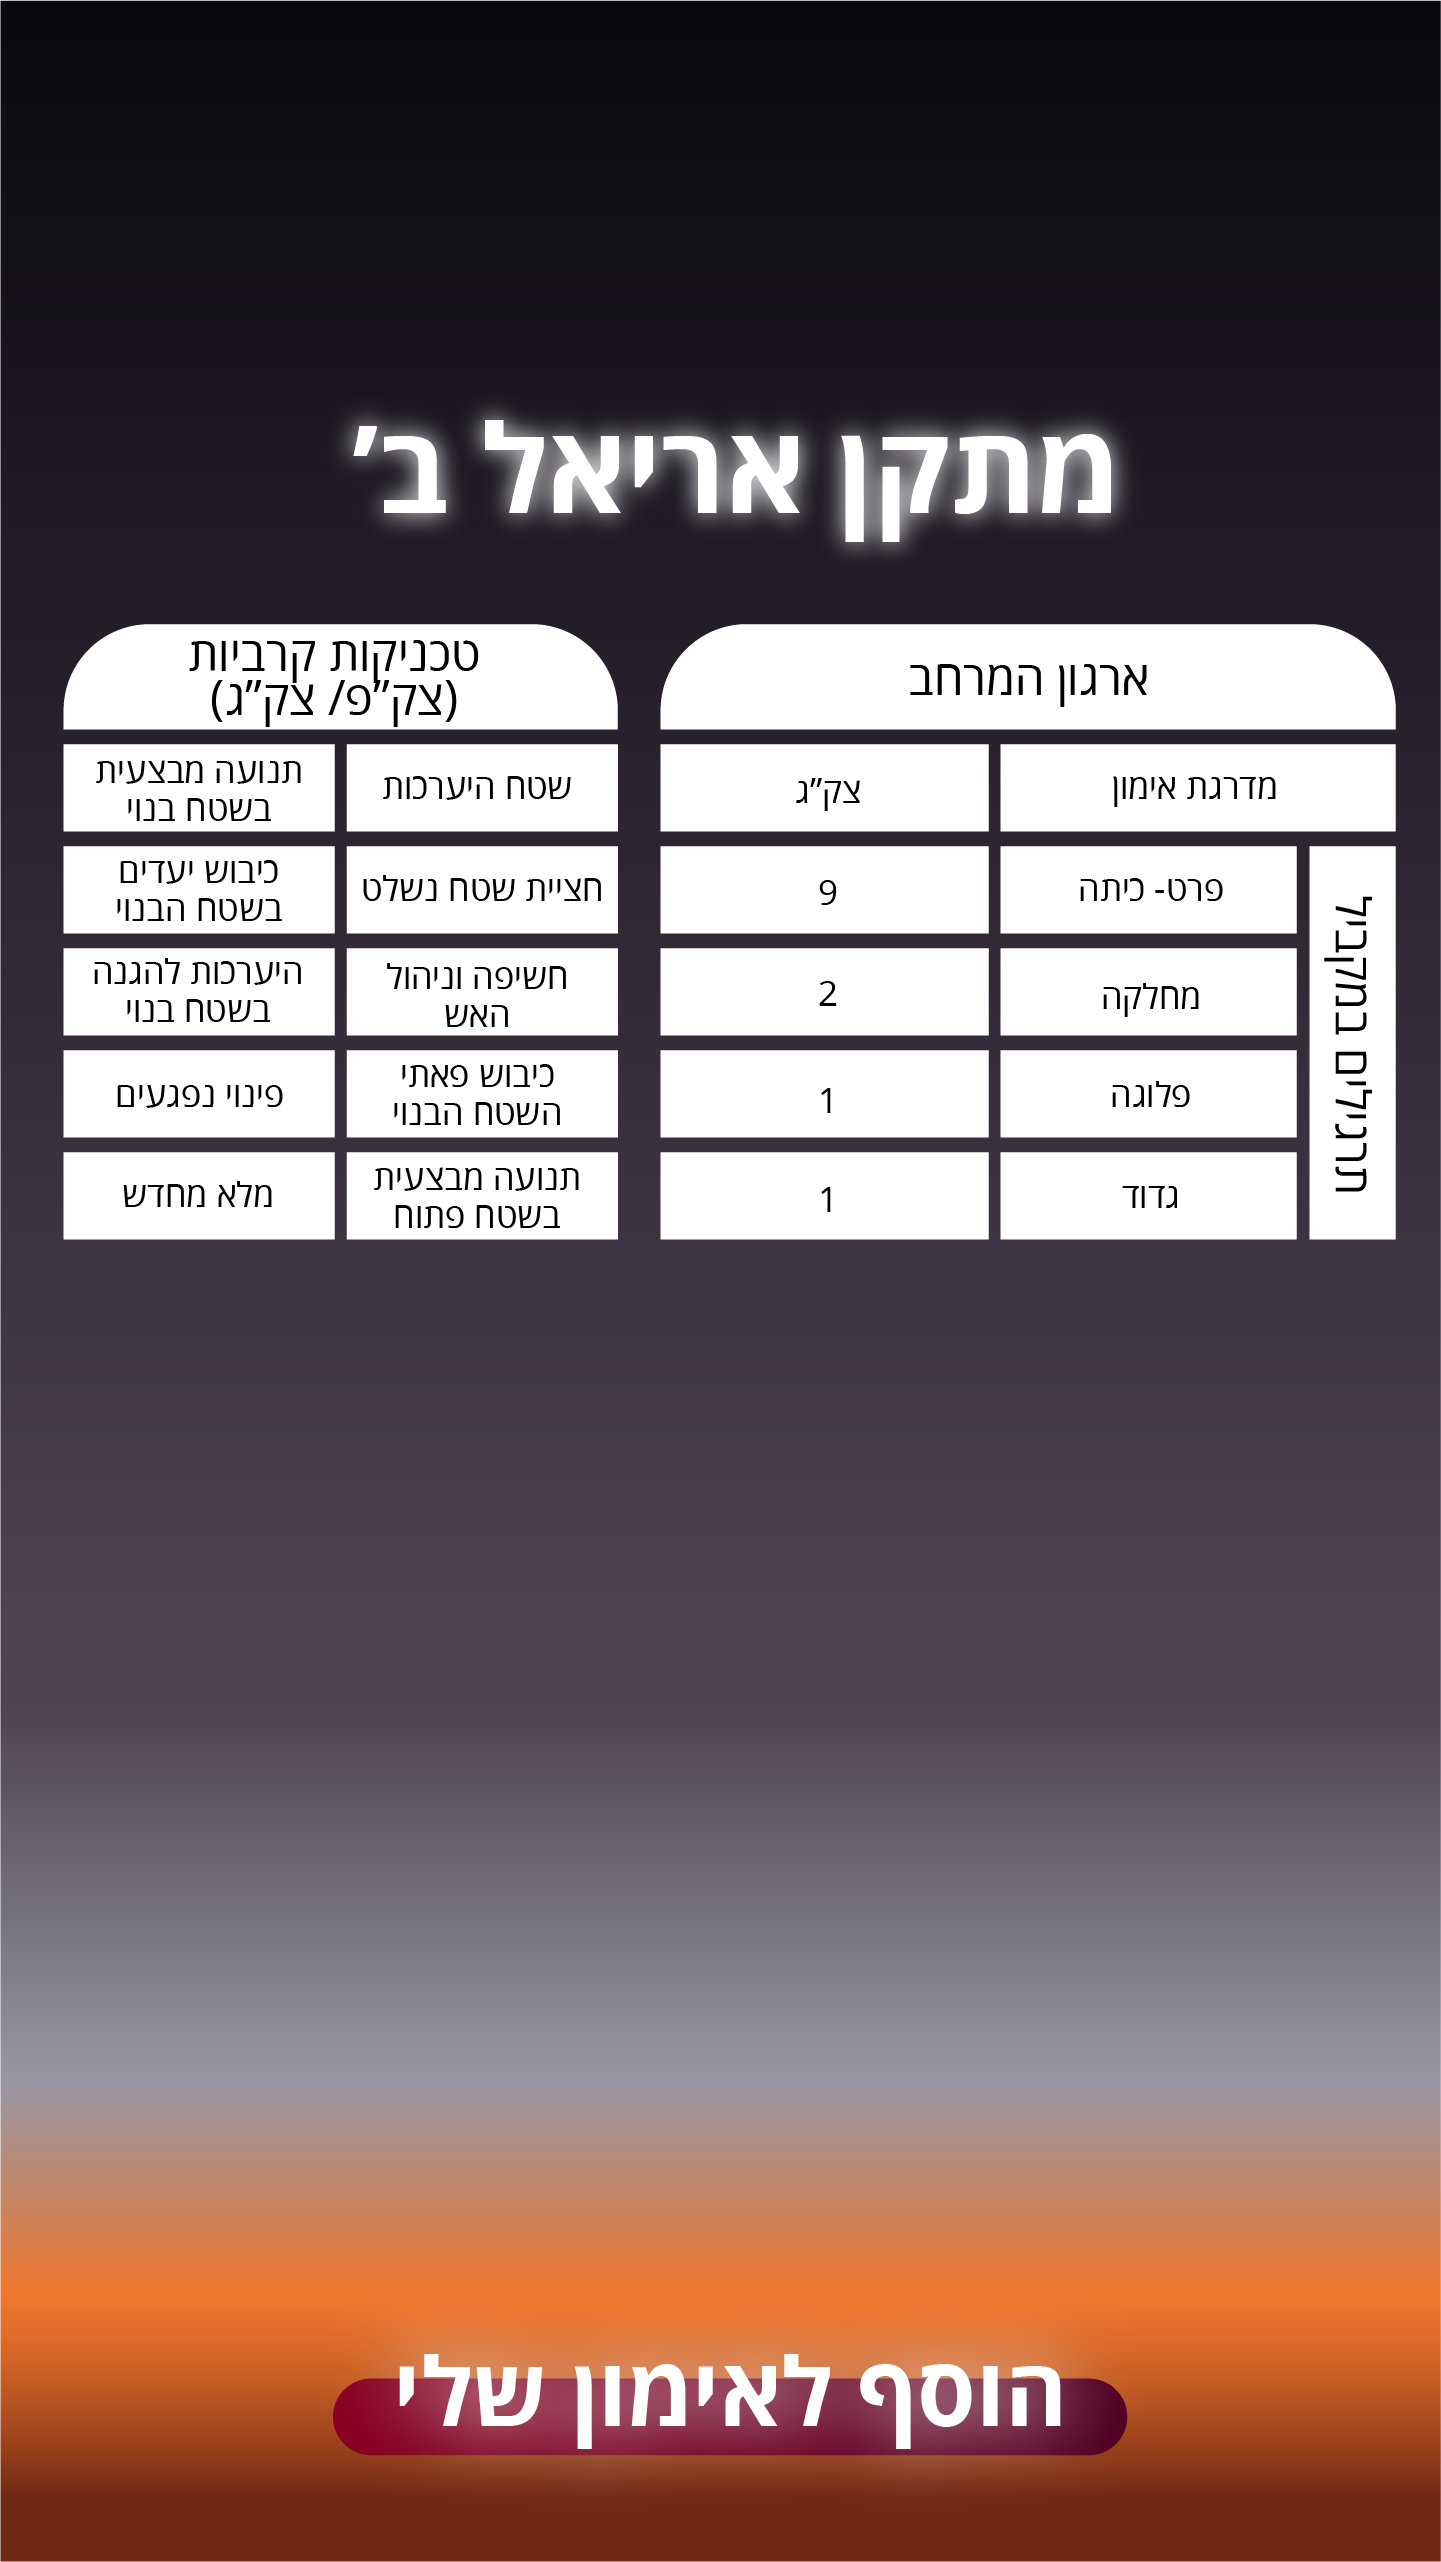 מתקן אריאל ב'
ארגון המרחב
מדרגת אימון
צק"ג
תרגילים במקביל
פרט- כיתה
9
מחלקה
2
פלוגה
1
גדוד
1
טכניקות קרביות
(צק"פ/ צק"ג)
שטח היערכות
תנועה מבצעית
בשטח בנוי
חציית שטח נשלט
כיבוש יעדים
בשטח הבנוי
חשיפה וניהול
האש
היערכות להגנה
בשטח בנוי
כיבוש פאתי
השטח הבנוי
פינוי נפגעים
תנועה מבצעית
בשטח פתוח
מלא מחדש
הוסף לאימון שלי